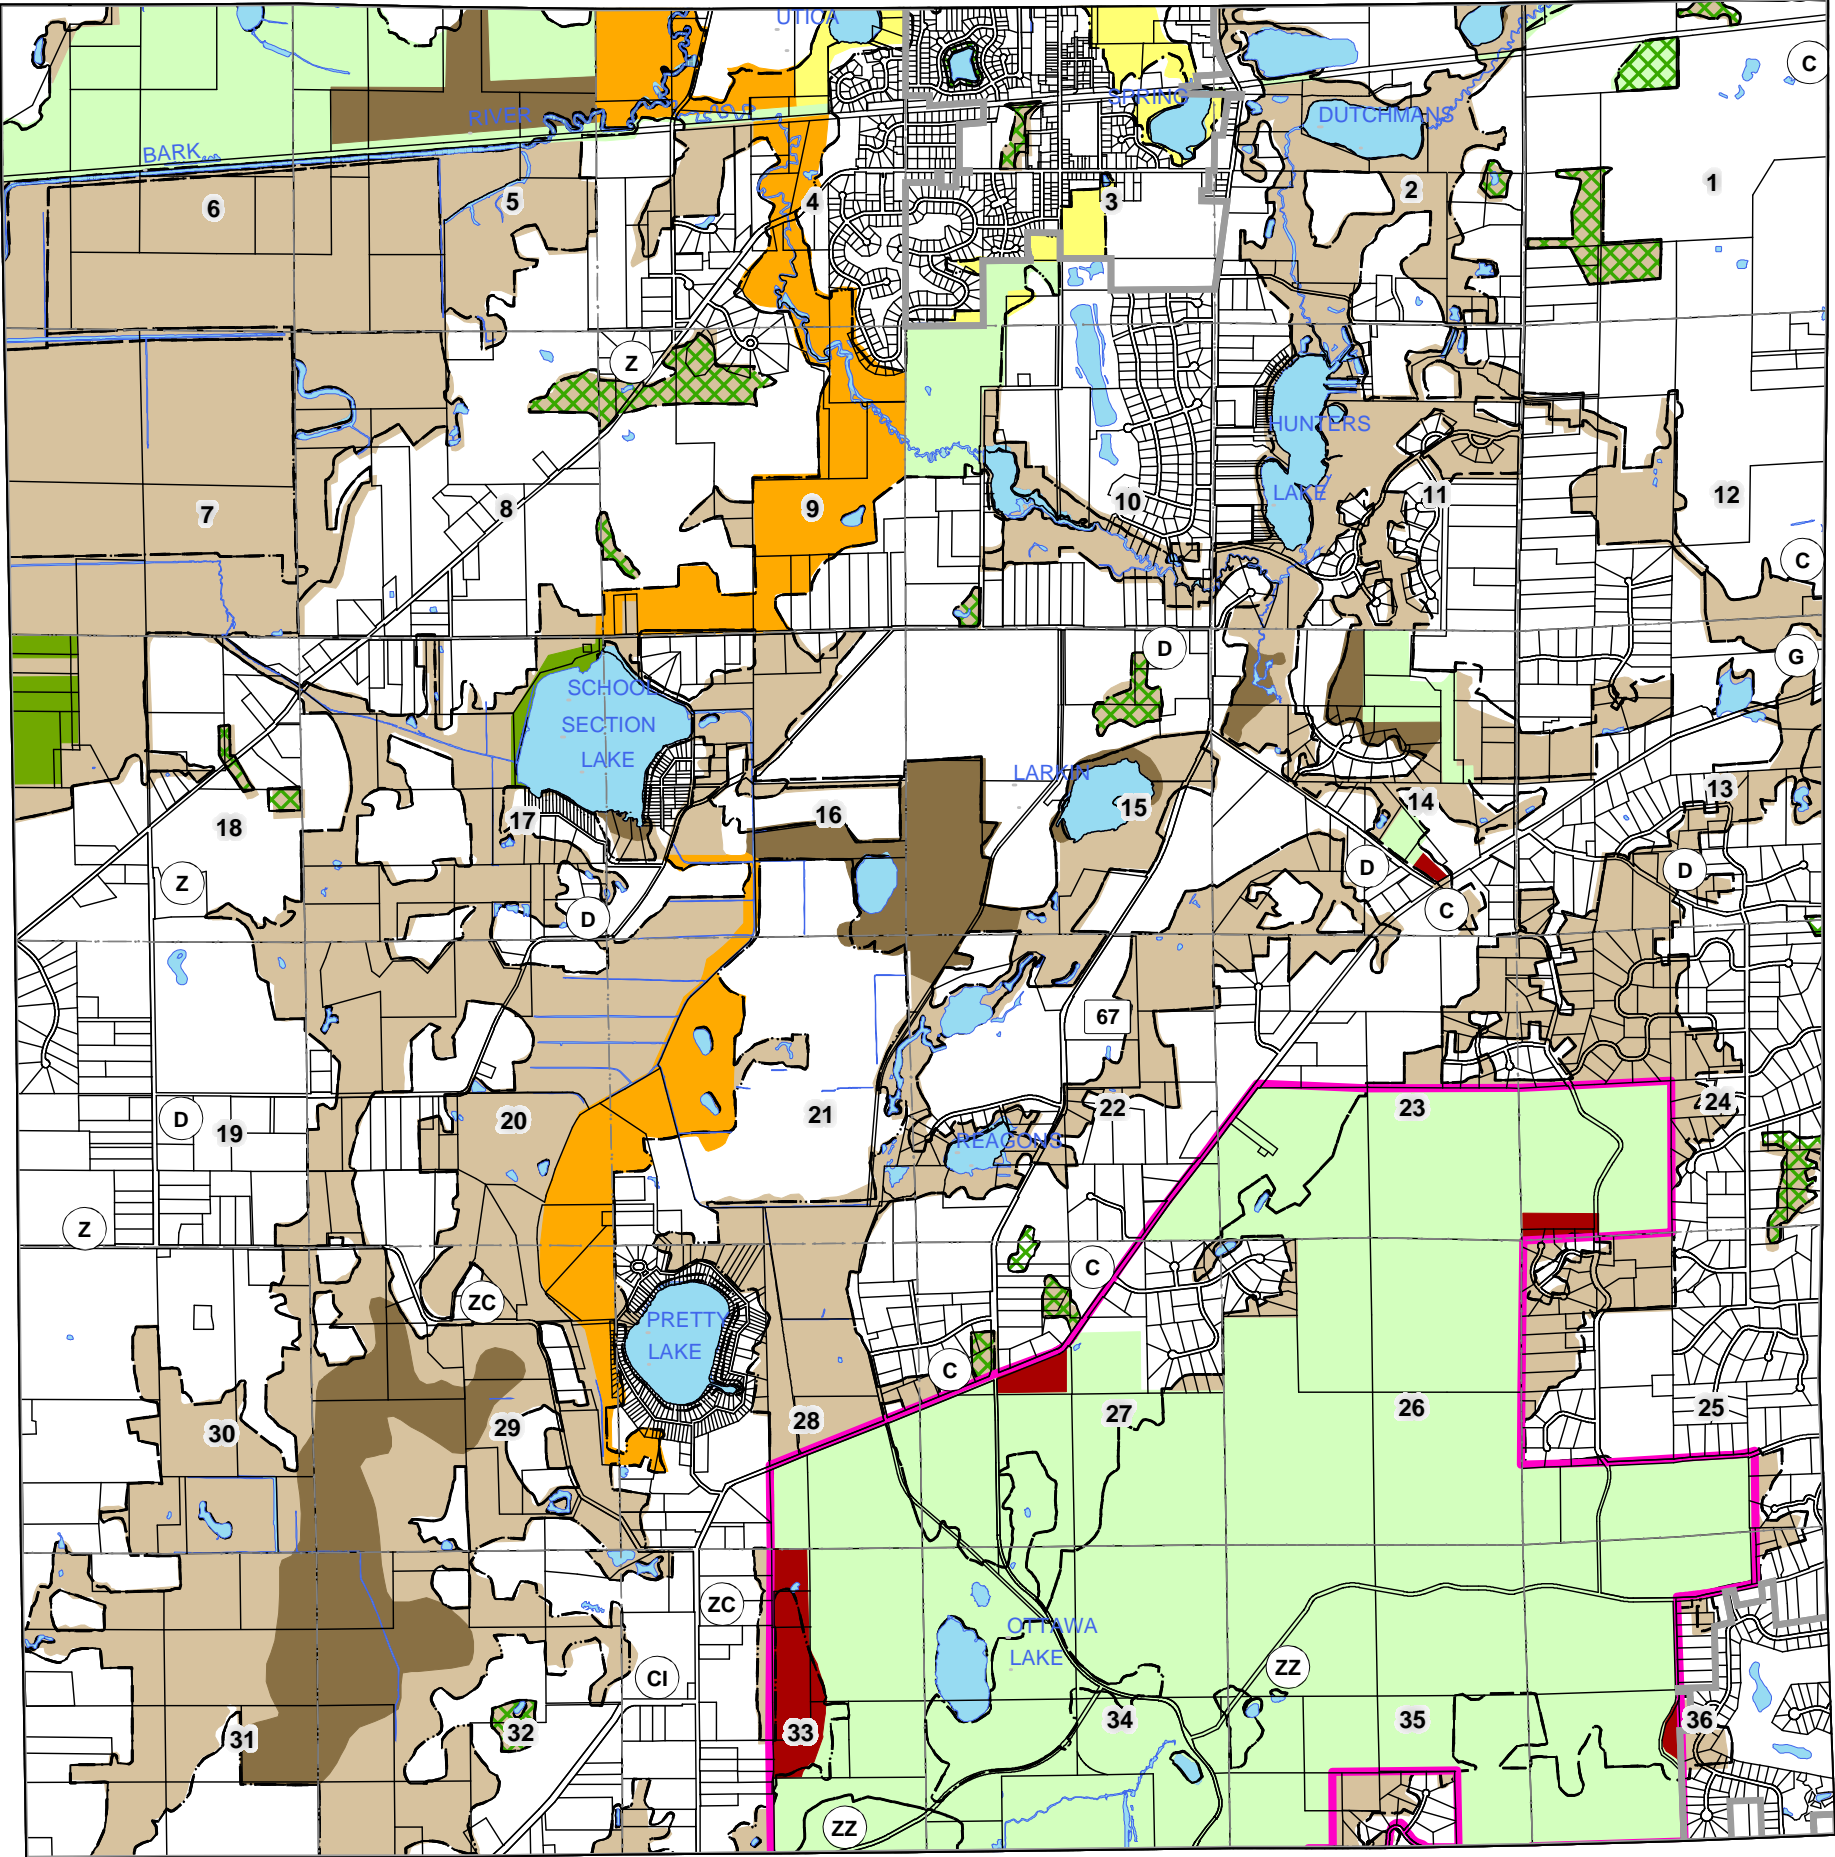 UTICA
C
SPRING
RIVER
DUTCHMANS
BARK
6
5
4
3
2
1
Z
HUNTERS
LAKE
7
8
9
10
11
12
C
D
G
SCHOOL
SECTION
LAKE
LARKIN
18
17
16
15
14
13
Z
D
D
D
C
67
D
19
20
21
22
23
24
REAGONS
Z
C
ZC
PRETTY
LAKE
C
30
29
28
27
26
25
ZC
OTTAWA
LAKE
CI
ZZ
31
32
33
34
35
36
ZZ